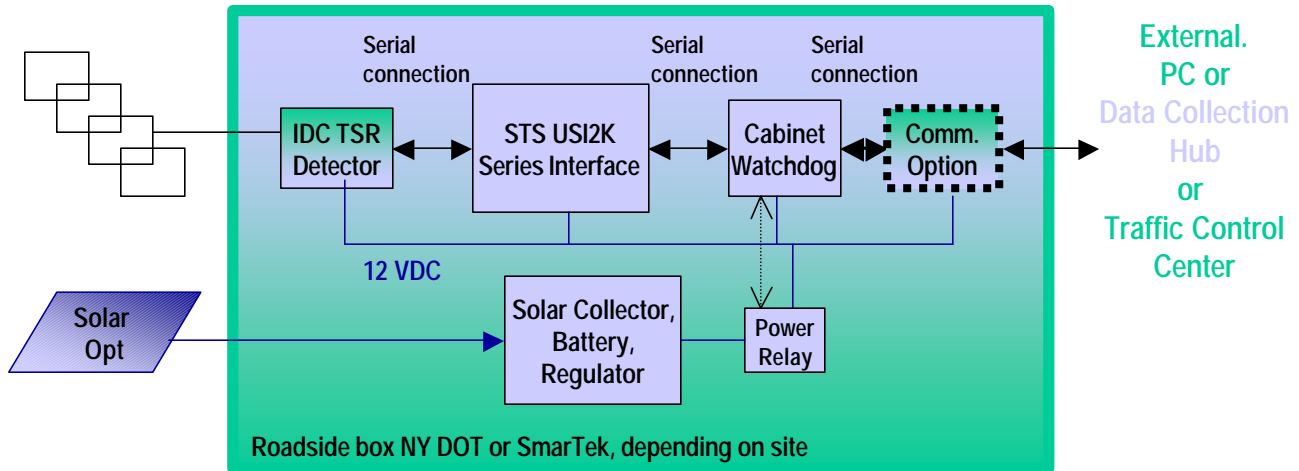 Serial
connection
Serial
connection
Serial
connection
External.
PC or
Data Collection
Hub
or
Traffic Control
Center
IDC TSR
Detector
STS USI2K
Series Interface
Cabinet
Watchdog
Comm.
Option
12 VDC
Solar
Opt
Solar Collector,
Battery,
Regulator
Power
Relay
Roadside box NY DOT or SmarTek, depending on site